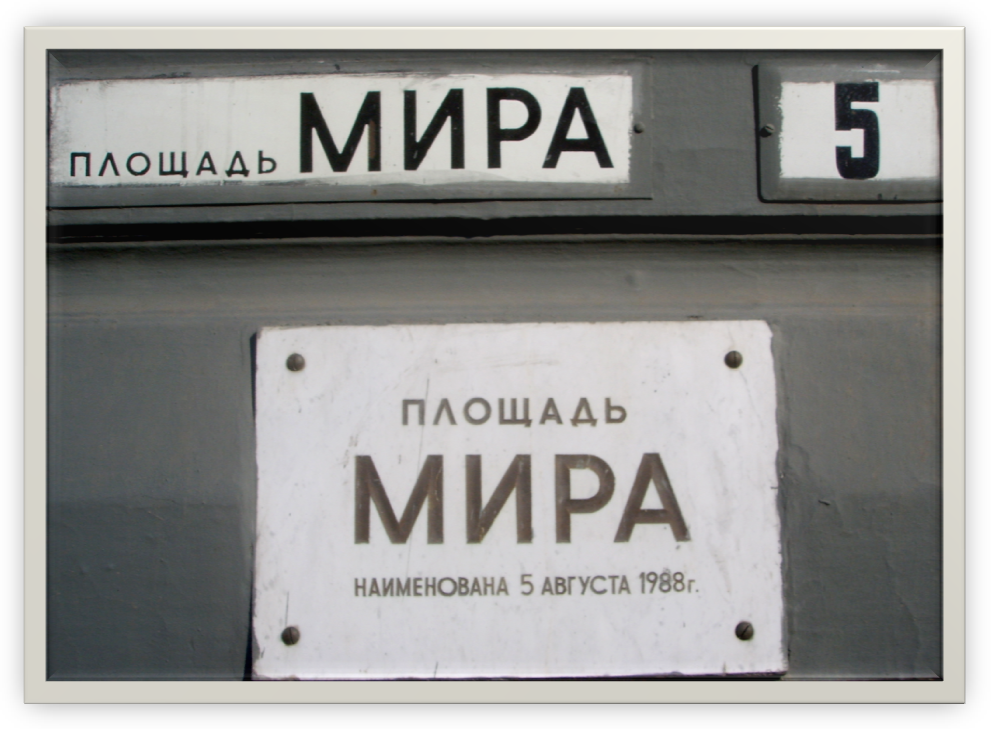 ПЛОЩАДЬ МИРА 5
ПЛОЩАДЬ
МИРА
НАИМЕНОВАНА 5 АВГУСТА 1988г.